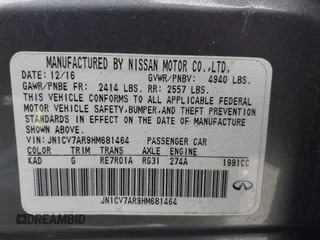 MANUFACTURED BY NISSAN MOTOR CO.,LTD.
DATE: 12/16 GVWR/PNBV: 4940 LBS.
GAWR/PNBE FR: 2414 LBS. RR: 2557 LBS.
THIS VEHICLE CONFORMS TO ALL APPLICABLE FEDERAL
MOTOR VEHICLE SAFETY,BUMPER,AND THEFT PREVENTION
STANDARDS IN EFFECT ON THE DATE OF MANUFACTURE
SHOWN ABOVE.
VIN: JN1CV7AR9HM681464 PASSENGER CAR
COLOR TRIM TRANS AXLE ENGINE
KAD G RE7R01A RG31 274A 1991CC
JN1CV7AR9HM681464
DREAMBID